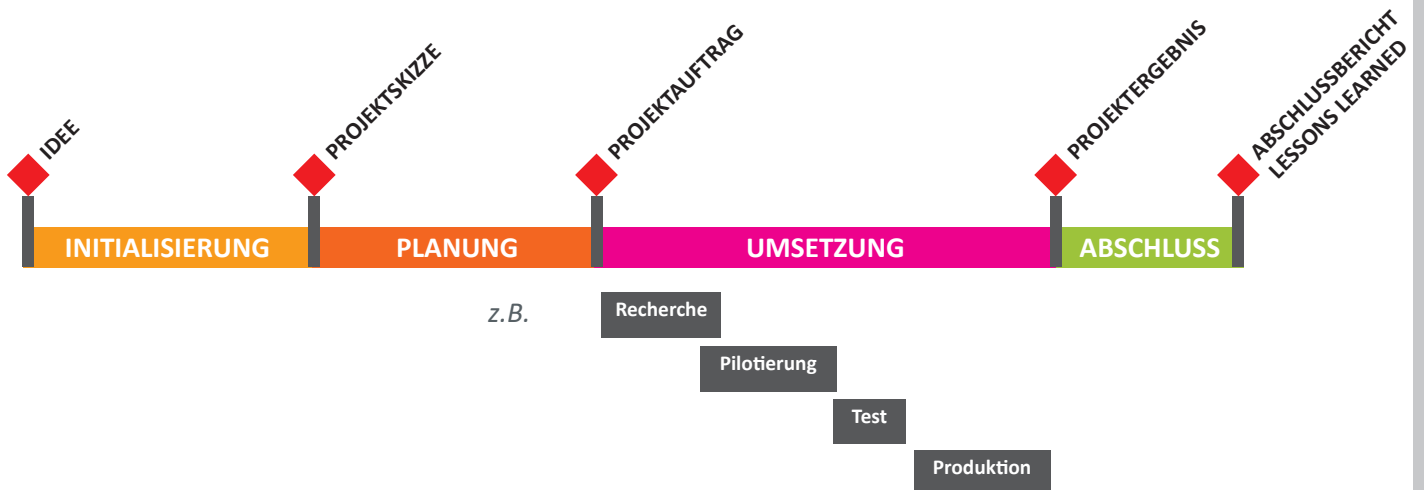 IDEE
PROJEKTSKIZZE
PROJEKTAUFTRAG
PROJEKTERGEBNIS
ABSCHLUSSBERICHT
LESSONS LEARNED
INITIALISIERUNG
PLANUNG
UMSETZUNG
ABSCHLUSS
z.B.
Recherche
Pilotierung
Test
Produktion